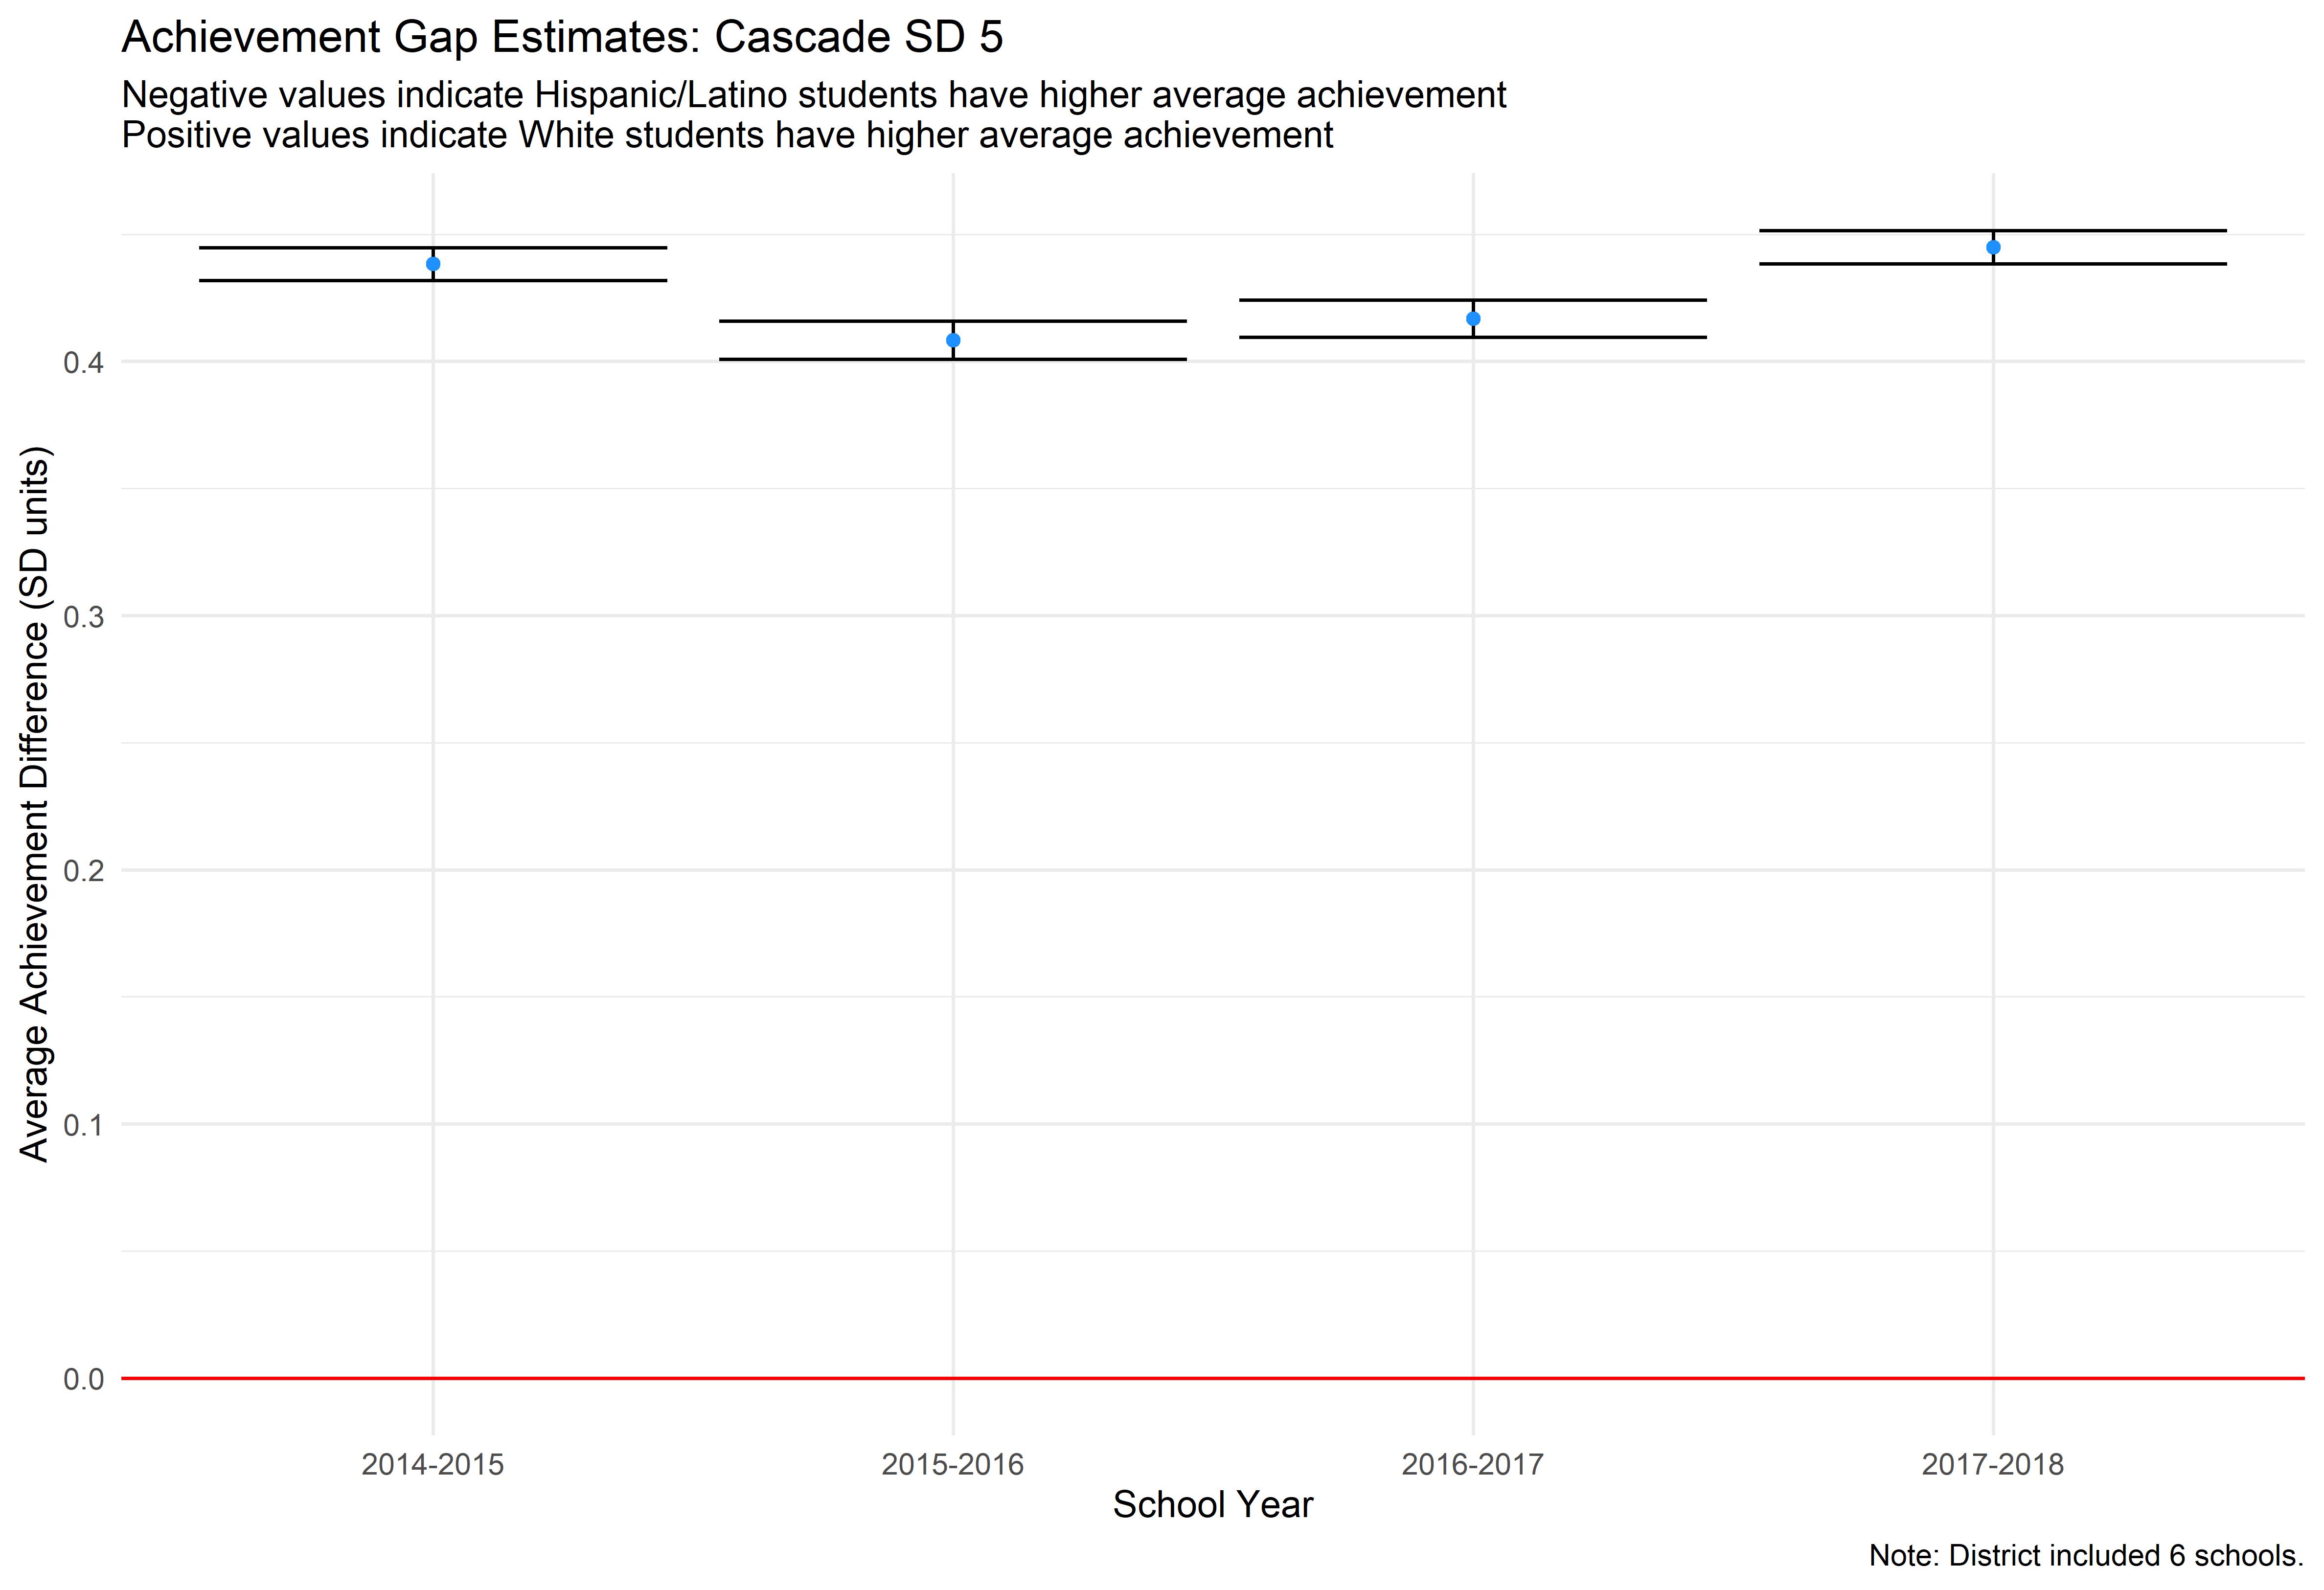 Achievement Gap Estimates: Cascade SD 5
Negative values indicate Hispanic/Latino students have higher average achievement
Positive values indicate White students have higher average achievement
Average Achievement Difference (SD units)
0.4
0.3
0.2
0.1
0.0
2014-2015
2015-2016
2016-2017
2017-2018
School Year
Note: District included 6 schools.